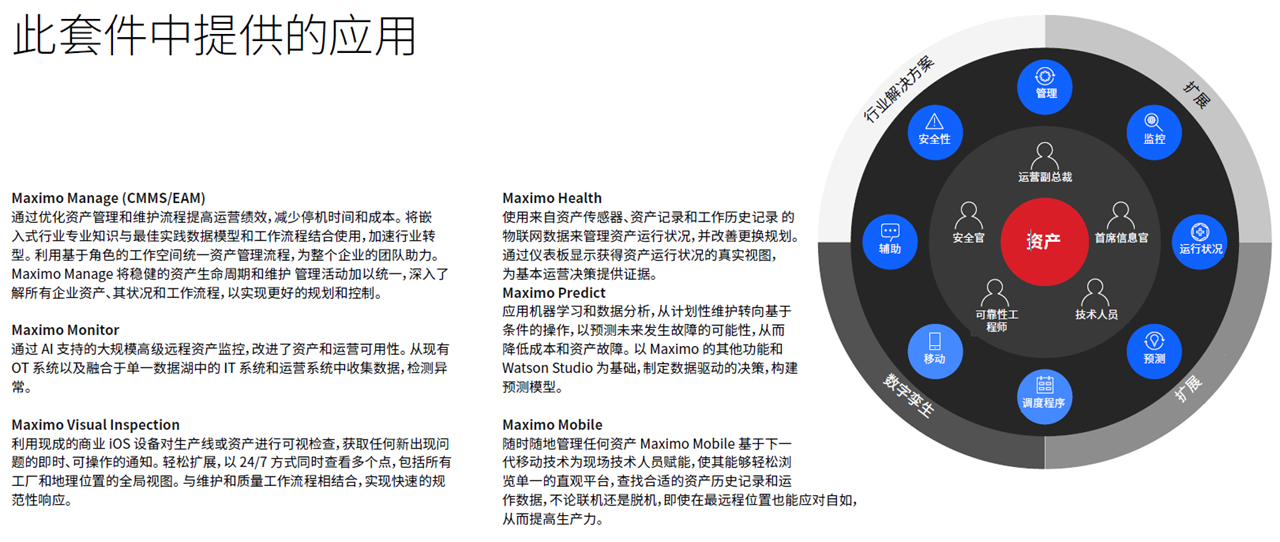 此套件中提供的应用
Maximo Manage (CMMS/EAM)
通过优化资产管理和维护流程提高运营绩效，减少停机时间和成本。将嵌
入式行业专业知识与最佳实践数据模型和工作流程结合使用，加速行业转
型。利用基于角色的工作空间统一资产管理流程，为整个企业的团队助力。
Maximo Manage 将稳健的资产生命周期和维护 管理活动加以统一，深入了
解所有企业资产、其状况和工作流程，以实现更好的规划和控制。
Maximo Monitor
通过 AI 支持的大规模高级远程资产监控，改进了资产和运营可用性。从现有
OT 系统以及融合于单一数据湖中的 IT 系统和运营系统中收集数据，检测异
常。
Maximo Visual Inspection
利用现成的商业 iOS 设备对生产线或资产进行可视检查，获取任何新出现问
题的即时、可操作的通知。轻松扩展，以 24/7 方式同时查看多个点，包括所有
工厂和地理位置的全局视图。与维护和质量工作流程相结合，实现快速的规
范性响应。
Maximo Health
使用来自资产传感器、资产记录和工作历史记录 的
物联网数据来管理资产运行状况，并改善更换规划。
通过仪表板显示获得资产运行状况的真实视图，
为基本运营决策提供证据。
Maximo Predict
应用机器学习和数据分析，从计划性维护转向基于
条件的操作，以预测未来发生故障的可能性，从而
降低成本和资产故障。以 Maximo 的其他功能和
Watson Studio 为基础，制定数据驱动的决策，构建
预测模型。
Maximo Mobile
随时随地管理任何资产 Maximo Mobile 基于下一
代移动技术为现场技术人员赋能，使其能够轻松浏
览单一的直观平台，查找合适的资产历史记录和运
作数据，不论联机还是脱机，即使在最远程位置也能应对自如，
从而提高生产力。
行业解决方案
扩展
管理
安全性
监控
运营副总裁
安全官
首席信息官
辅助
资产
运行状况
可靠性工
程师
技术人员
移动
预测
调度程序
数字孪生
扩展